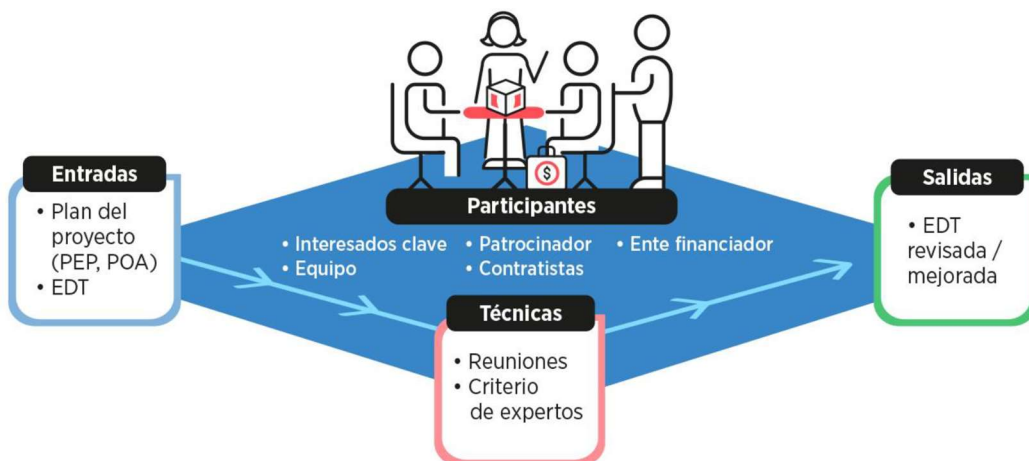 Entradas
• Plan del
proyecto
(PEP, POA)
• EDT
$
Participantes
• Interesados clave
• Patrocinador
• Ente financiador
• Equipo
• Contratistas
Técnicas
• Reuniones
• Criterio
de expertos
Salidas
• EDT
revisada /
mejorada